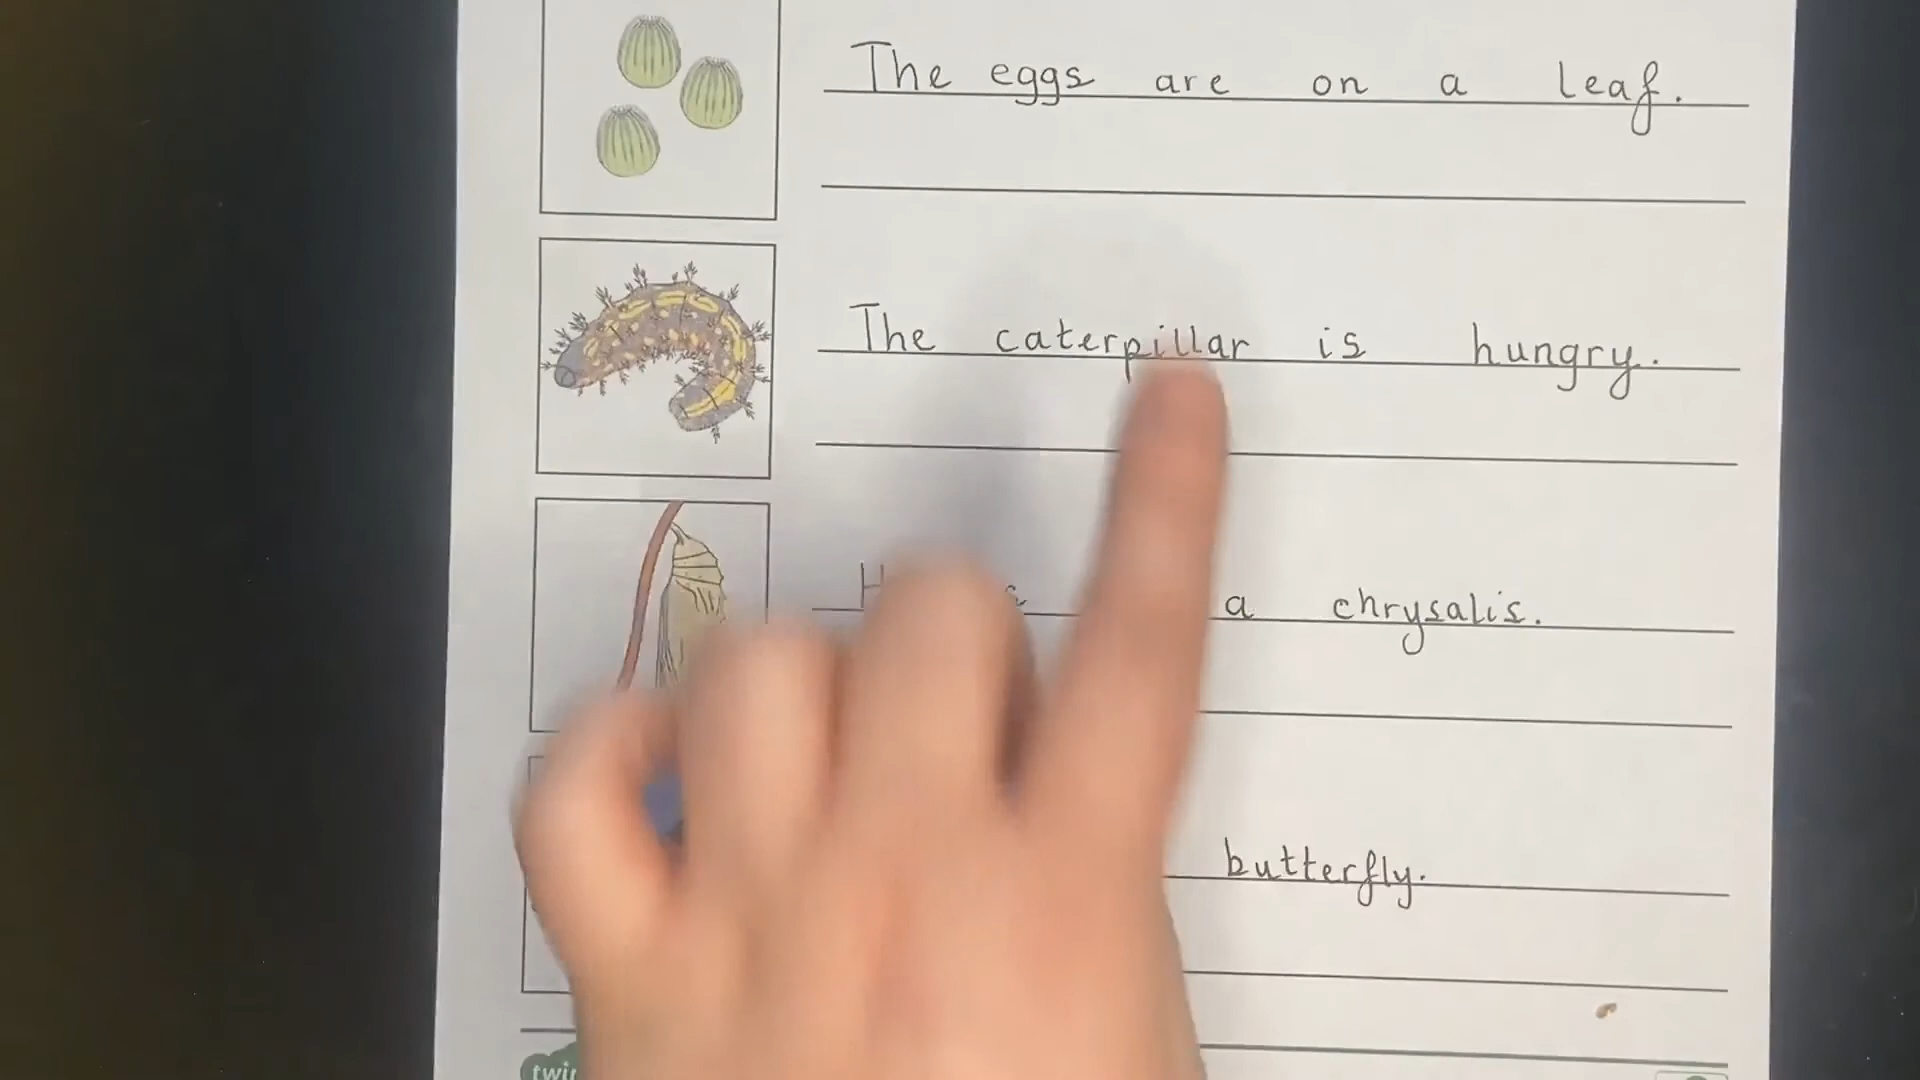 The eggs are on a leaf.
The caterpillar is hungry.
a chrysalis.
butterfly.